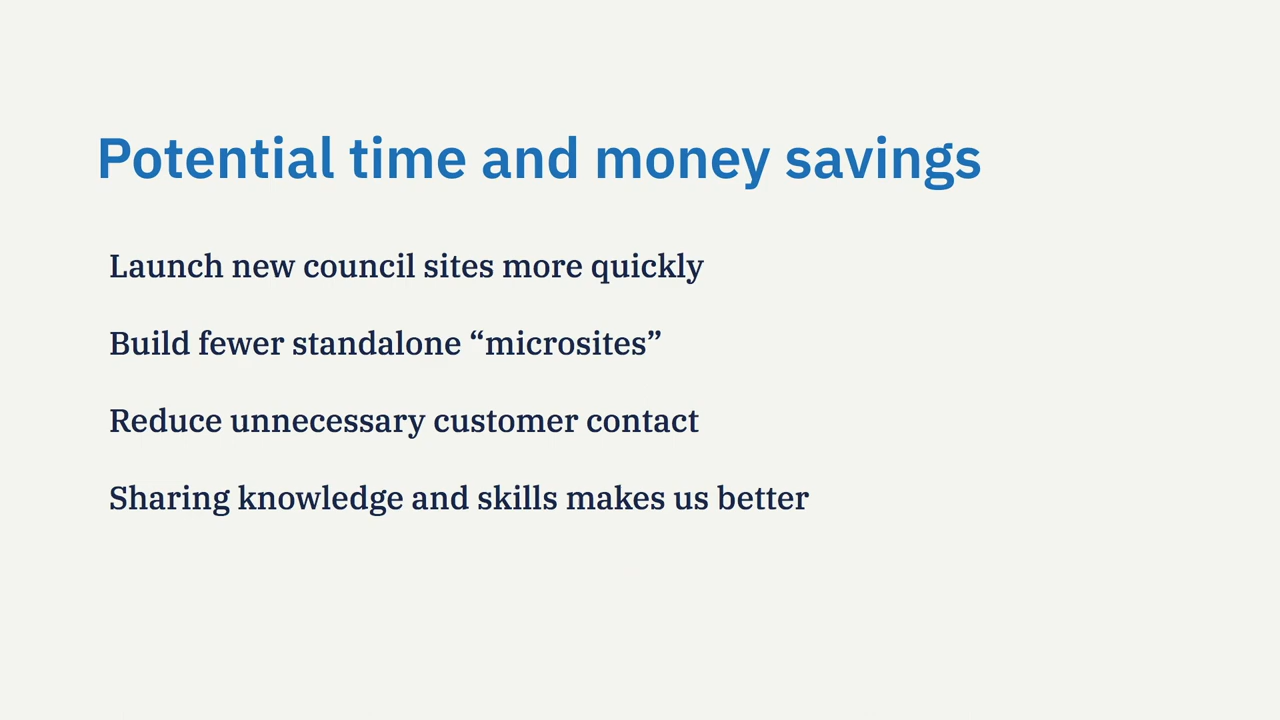 Potential time and money savings
Launch new council sites more quickly
Build fewer standalone “microsites”
Reduce unnecessary customer contact
Sharing knowledge and skills makes us better